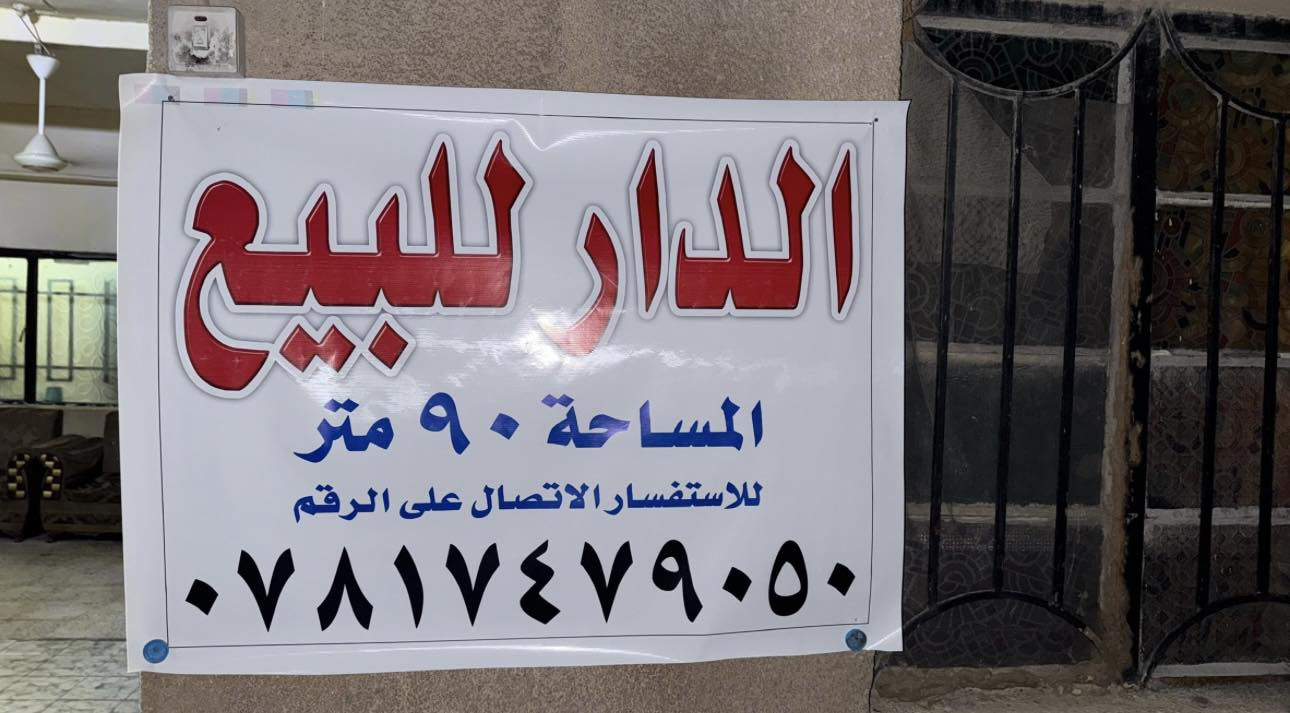 الدار للبيع
المساحة ٩٠ متر
للاستفسار الاتصال على الرقم
٠٧٨١٧٤٧٩٠٥٠